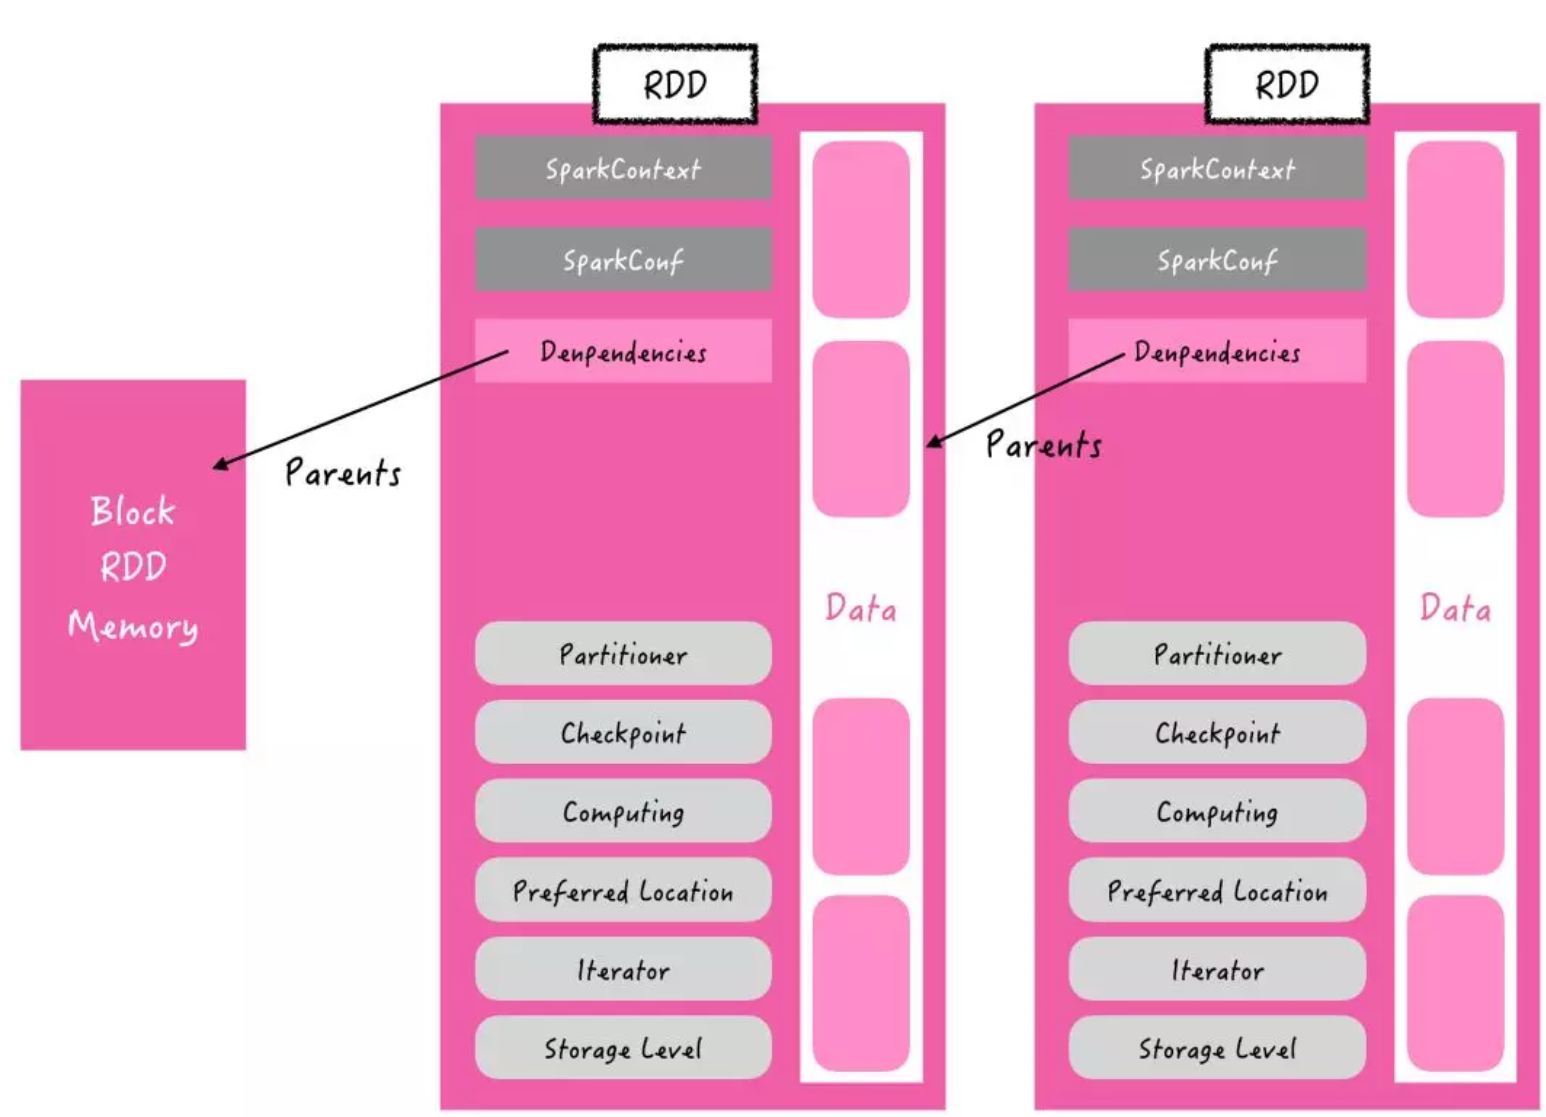 RDD
SparkContext
SparkConf
Denpendencies
Parents
Block
RDD
Memory
Data
Partitioner
Checkpoint
Computing
Preferred Location
Iterator
Storage Level
RDD
SparkContext
SparkConf
Denpendencies
Parents
Data
Partitioner
Checkpoint
Computing
Preferred Location
Iterator
Storage Level